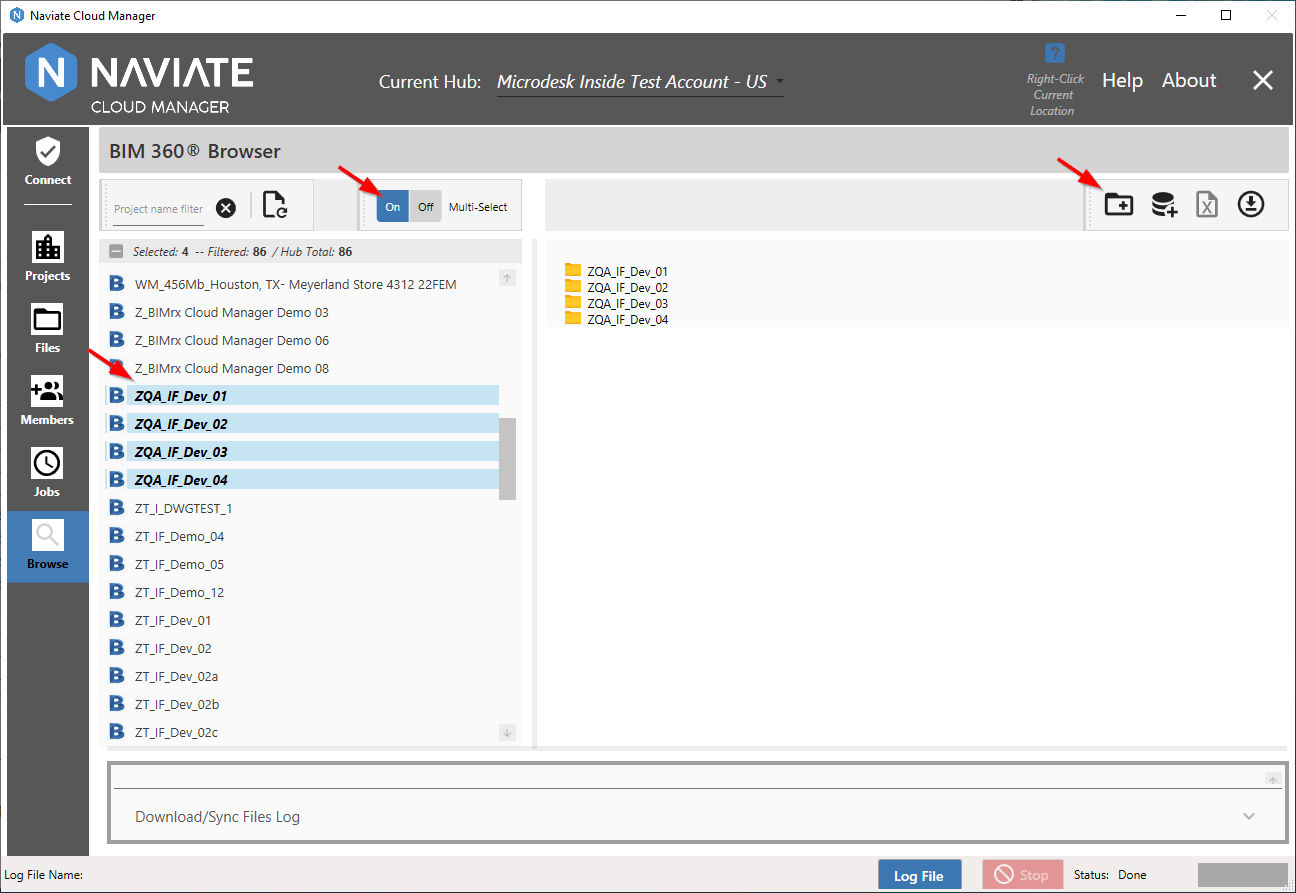 Naviate Cloud Manager
NAVIATE
CLOUD MANAGER
Current Hub: Microdesk Inside Test Account - US
?
Right-Click
Current
Location
Help
About
Connect
Projects
Files
Members
Jobs
Browse
BIM 360® Browser
Project name filter
On Off Multi-Select
Selected: 4 -- Filtered: 86 / Hub Total: 86
B WM_456Mb_Houston, TX- Meyerland Store 4312 22FEM
B Z_BIMrx Cloud Manager Demo 03
B Z_BIMrx Cloud Manager Demo 06
B Z_BIMrx Cloud Manager Demo 08
B ZQA_IF_Dev_01
B ZQA_IF_Dev_02
B ZQA_IF_Dev_03
B ZQA_IF_Dev_04
B ZT_I_DWGTEST_1
B ZT_IF_Demo_04
B ZT_IF_Demo_05
B ZT_IF_Demo_12
B ZT_IF_Dev_01
B ZT_IF_Dev_02
B ZT_IF_Dev_02a
B ZT_IF_Dev_02b
B ZT_IF_Dev_02c
ZQA_IF_Dev_01
ZQA_IF_Dev_02
ZQA_IF_Dev_03
ZQA_IF_Dev_04
Download/Sync Files Log
Log File Name:
Log File
Stop
Status: Done